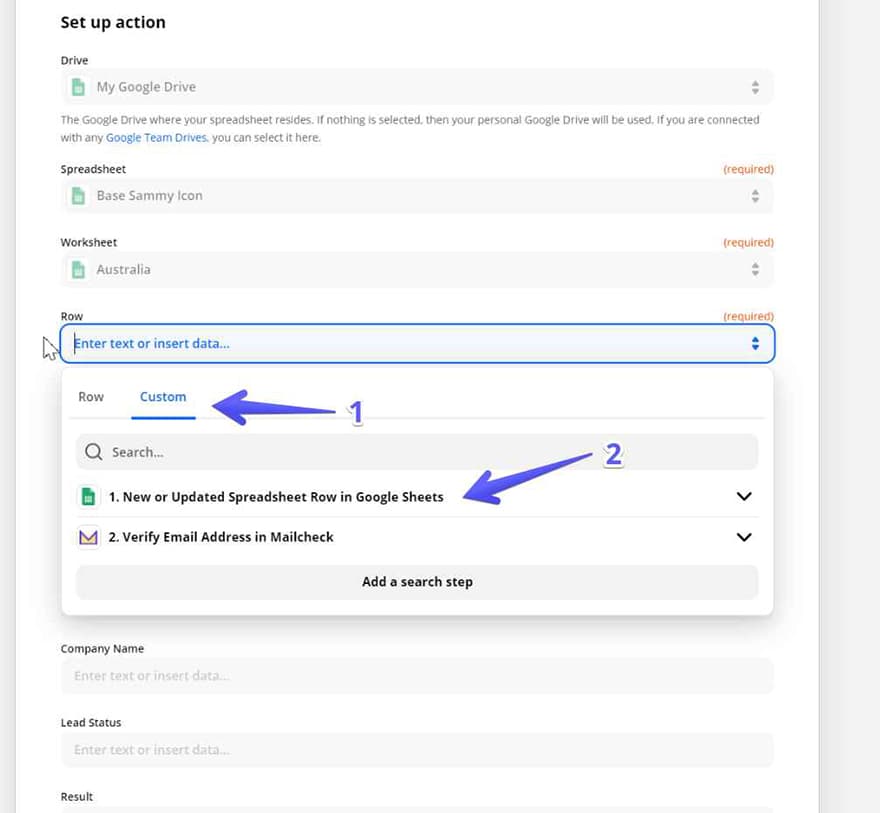 Set up action
Drive
My Google Drive
The Google Drive where your spreadsheet resides. If nothing is selected, then your personal Google Drive will be used. If you are connected
with any Google Team Drives, you can select it here.
Spreadsheet (required)
Base Sammy Icon
Worksheet (required)
Australia
Row (required)
Enter text or insert data...
Row Custom 1
Search... 2
1. New or Updated Spreadsheet Row in Google Sheets
2. Verify Email Address in Mailcheck
Add a search step
Company Name
Enter text or insert data...
Lead Status
Enter text or insert data...
Result